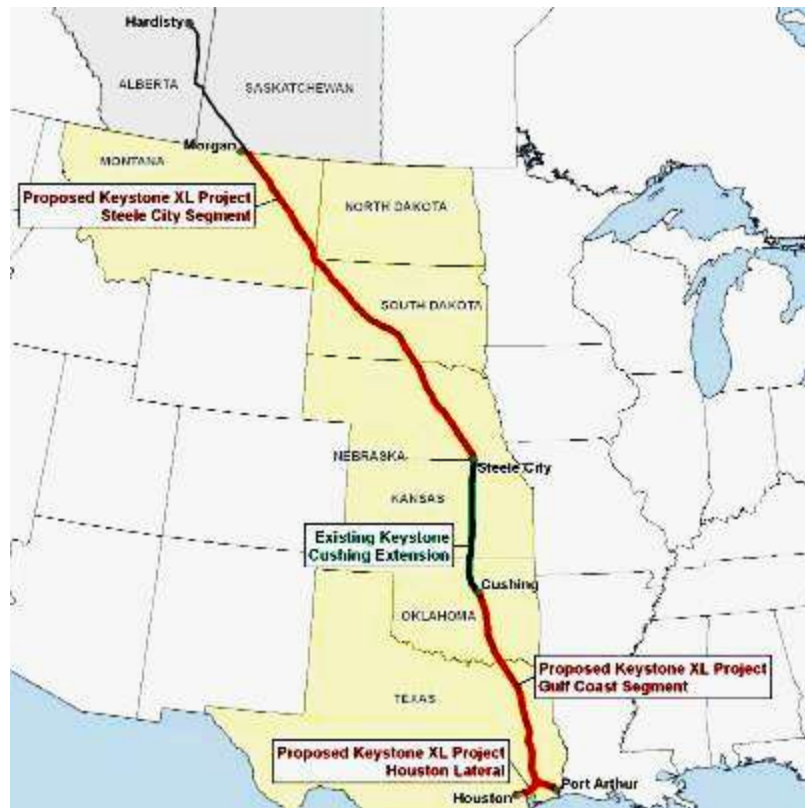 Hardisty
ALBERTA
SASKATCHEWAN
Morgan
MONTANA
Proposed Keystone XL Project
Steele City Segment
NORTH DAKOTA
SOUTH DAKOTA
NEBRASKA
Steele City
KANSAS
Existing Keystone
Cushing Extension
Cushing
OKLAHOMA
Proposed Keystone XL Project
Gulf Coast Segment
TEXAS
Proposed Keystone XL Project
Houston Lateral
Port Arthur
Houston